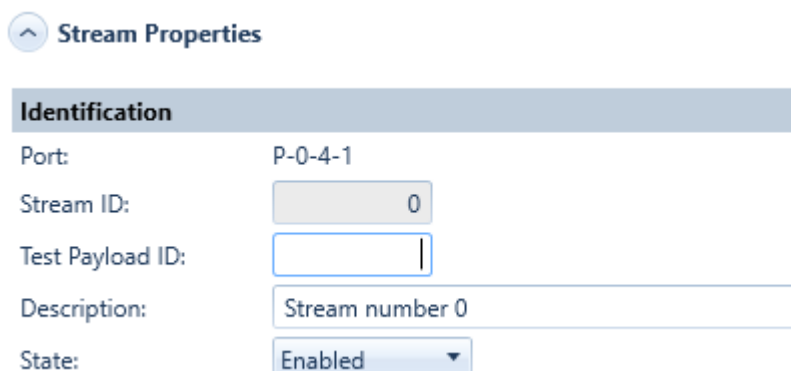 Stream Properties
Identification
Port: P-0-4-1
Stream ID: 0
Test Payload ID:
Description: Stream number 0
State: Enabled